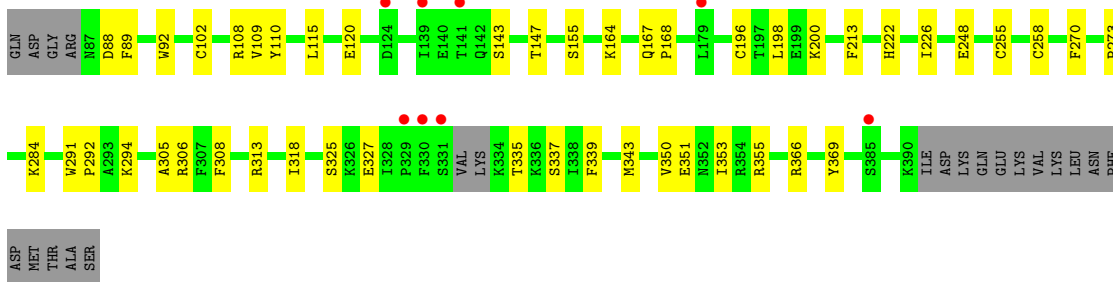 GLN ASP GLY ARG N87 D88 F89 W92 C102 R108 V109 Y110 L115 E120 D124 I139 E140 T141 Q142 S143 T147 S155 K164 Q167 P168 L179 C196 T197 L198 E199 K200 F213 H222 I226 E248 C255 C258 F270
K284 W291 P292 A293 K294 A305 R306 F307 F308 R313 I318 S325 K326 E327 I328 P329 F330 S331 VAL LYS K334 T335 K336 S337 I338 F339 M343 V350 E351 N352 I353 R354 R355 R366 Y369 S385 K390 ILE ASP LYS GLN GLU LYS VAL LYS LEU ASN
ASP MET THR ALA SER